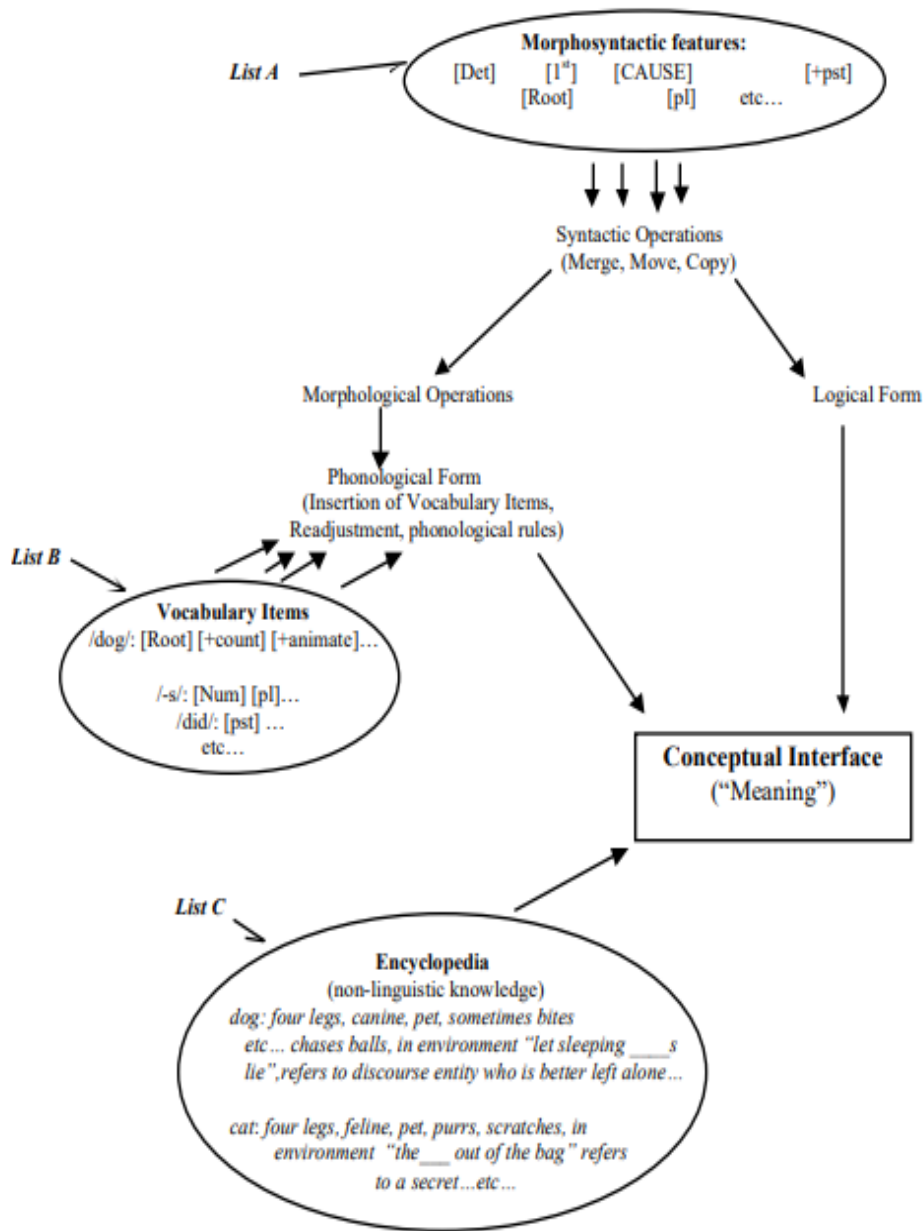 Morphosyntactic features:
List A
[Det] [1st] [CAUSE] [+pst]
[Root] [pl] etc…
Syntactic Operations
(Merge, Move, Copy)
Morphological Operations
Logical Form
Phonological Form
(Insertion of Vocabulary Items,
Readjustment, phonological rules)
List B
Vocabulary Items
/dog/: [Root] [+count] [+animate]…
/-s/: [Num] [pl]…
/did/: [pst] …
etc…
Conceptual Interface
(“Meaning”)
List C
Encyclopedia
(non-linguistic knowledge)
dog: four legs, canine, pet, sometimes bites
etc… chases balls, in environment “let sleeping ____s
lie”,refers to discourse entity who is better left alone…
cat: four legs, feline, pet, purrs, scratches, in
environment “the___ out of the bag” refers
to a secret…etc…